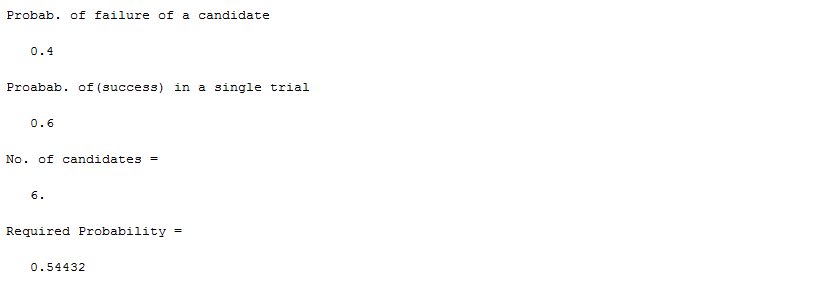 Probab. of failure of a candidate
0.4
Proabab. of(success) in a single trial
0.6
No. of candidates =
6.
Required Probability =
0.54432